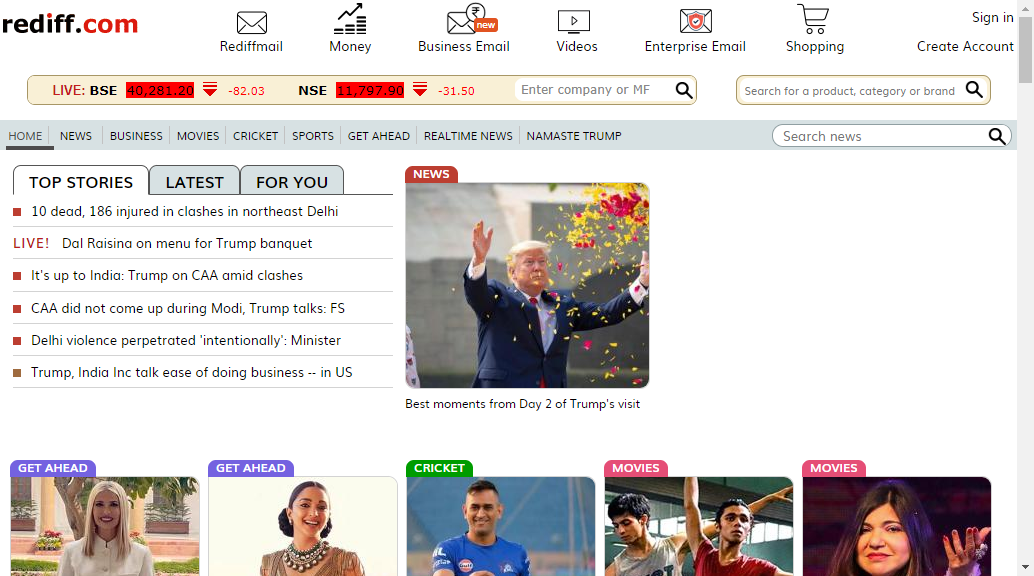 rediff.com
Rediffmail
Money
₹
new
Business Email
Videos
Enterprise Email
Shopping
Sign in
Create Account
LIVE: BSE 40,281.20 -82.03 NSE 11,797.90 -31.50
Enter company or MF
Search for a product, category or brand
HOME NEWS BUSINESS MOVIES CRICKET SPORTS GET AHEAD REALTIME NEWS NAMASTE TRUMP
Search news
TOP STORIES LATEST FOR YOU
10 dead, 186 injured in clashes in northeast Delhi
LIVE! Dal Raisina on menu for Trump banquet
It's up to India: Trump on CAA amid clashes
CAA did not come up during Modi, Trump talks: FS
Delhi violence perpetrated 'intentionally': Minister
Trump, India Inc talk ease of doing business -- in US
NEWS
Best moments from Day 2 of Trump's visit
GET AHEAD
GET AHEAD
CRICKET
MOVIES
MOVIES
Gulf